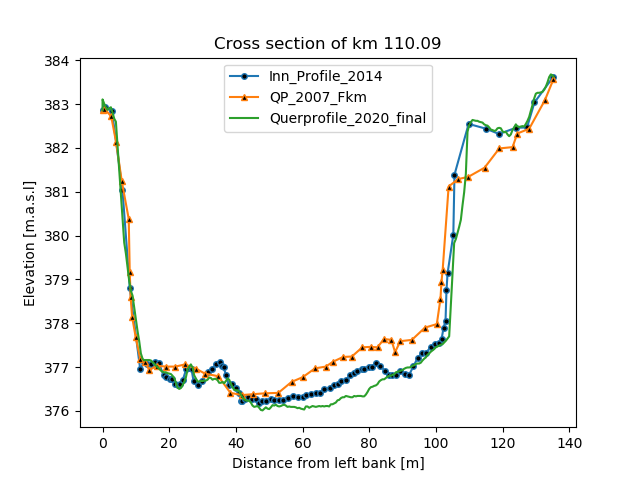 Cross section of km 110.09
Inn_Profile_2014
QP_2007_Fkm
Querprofile_2020_final
Elevation [m.a.s.l]
384
383
382
381
380
379
378
377
376
0 20 40 60 80 100 120 140
Distance from left bank [m]